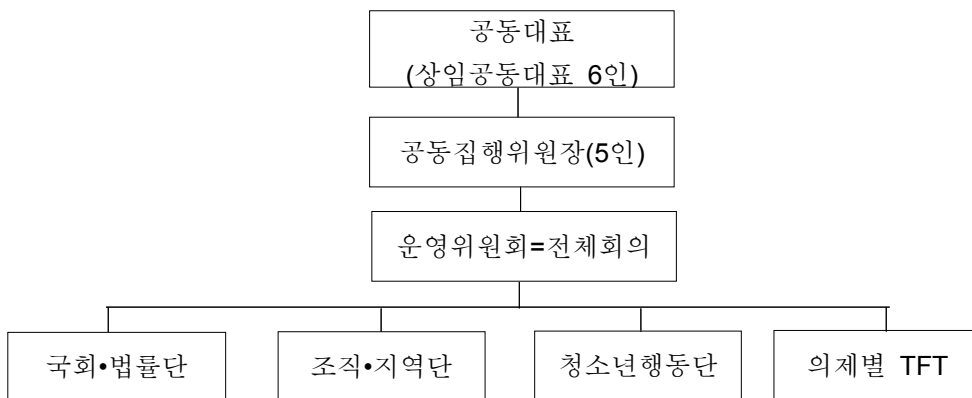 공동대표
(상임공동대표 6인)
공동집행위원장(5인)
운영위원회=전체회의
국회•법률단
조직•지역단
청소년행동단
의제별 TFT